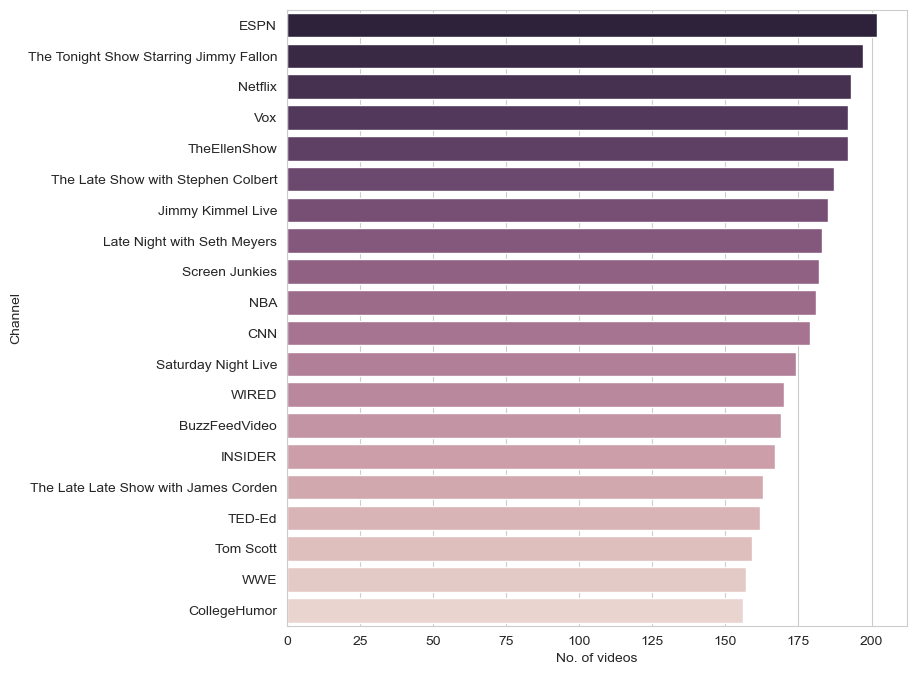 ESPN
The Tonight Show Starring Jimmy Fallon
Netflix
Vox
TheEllenShow
The Late Show with Stephen Colbert
Jimmy Kimmel Live
Late Night with Seth Meyers
Screen Junkies
NBA
CNN
Saturday Night Live
WIRED
BuzzFeedVideo
INSIDER
The Late Late Show with James Corden
TED-Ed
Tom Scott
WWE
CollegeHumor
Channel
0 25 50 75 100 125 150 175 200
No. of videos